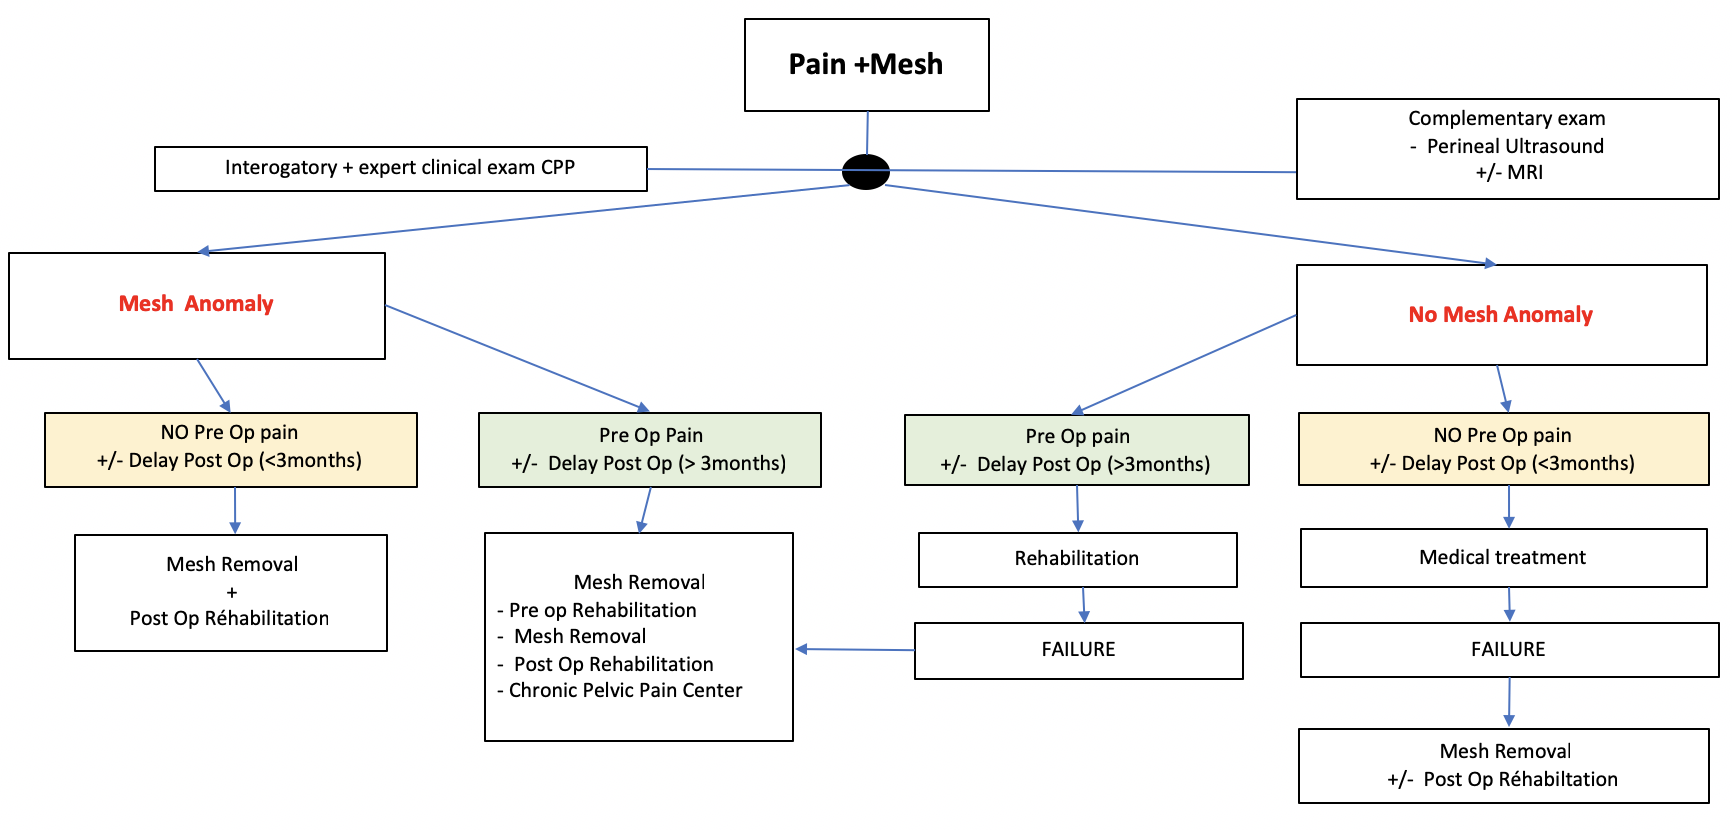 Pain +Mesh
Interogatory + expert clinical exam CPP
Complementary exam
- Perineal Ultrasound
+/- MRI
Mesh Anomaly
No Mesh Anomaly
NO Pre Op pain
+/- Delay Post Op (<3months)
Pre Op Pain
+/- Delay Post Op (> 3months)
Pre Op pain
+/- Delay Post Op (>3months)
NO Pre Op pain
+/- Delay Post Op (<3months)
Mesh Removal
+
Post Op Réhabilitation
Mesh Removal
- Pre op Rehabilitation
- Mesh Removal
- Post Op Rehabilitation
- Chronic Pelvic Pain Center
Rehabilitation
FAILURE
Medical treatment
FAILURE
Mesh Removal
+/- Post Op Réhabiltation